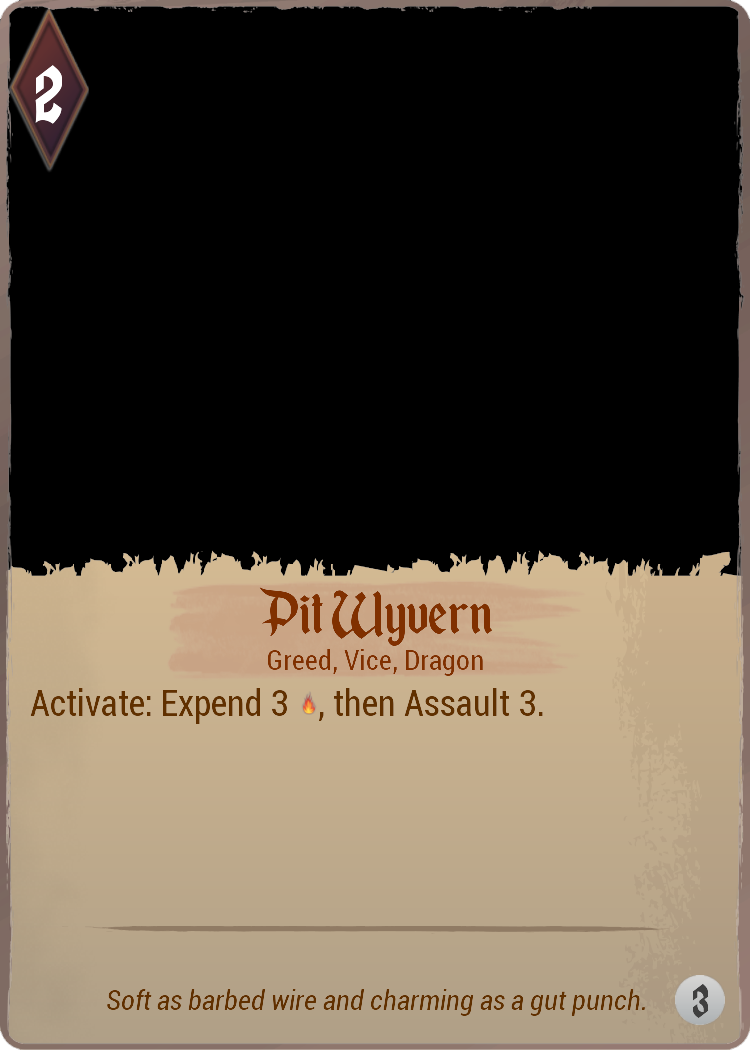 2
Pit Wyvern
Greed, Vice, Dragon
Activate: Expend 3 🔥, then Assault 3.
Soft as barbed wire and charming as a gut punch.
3